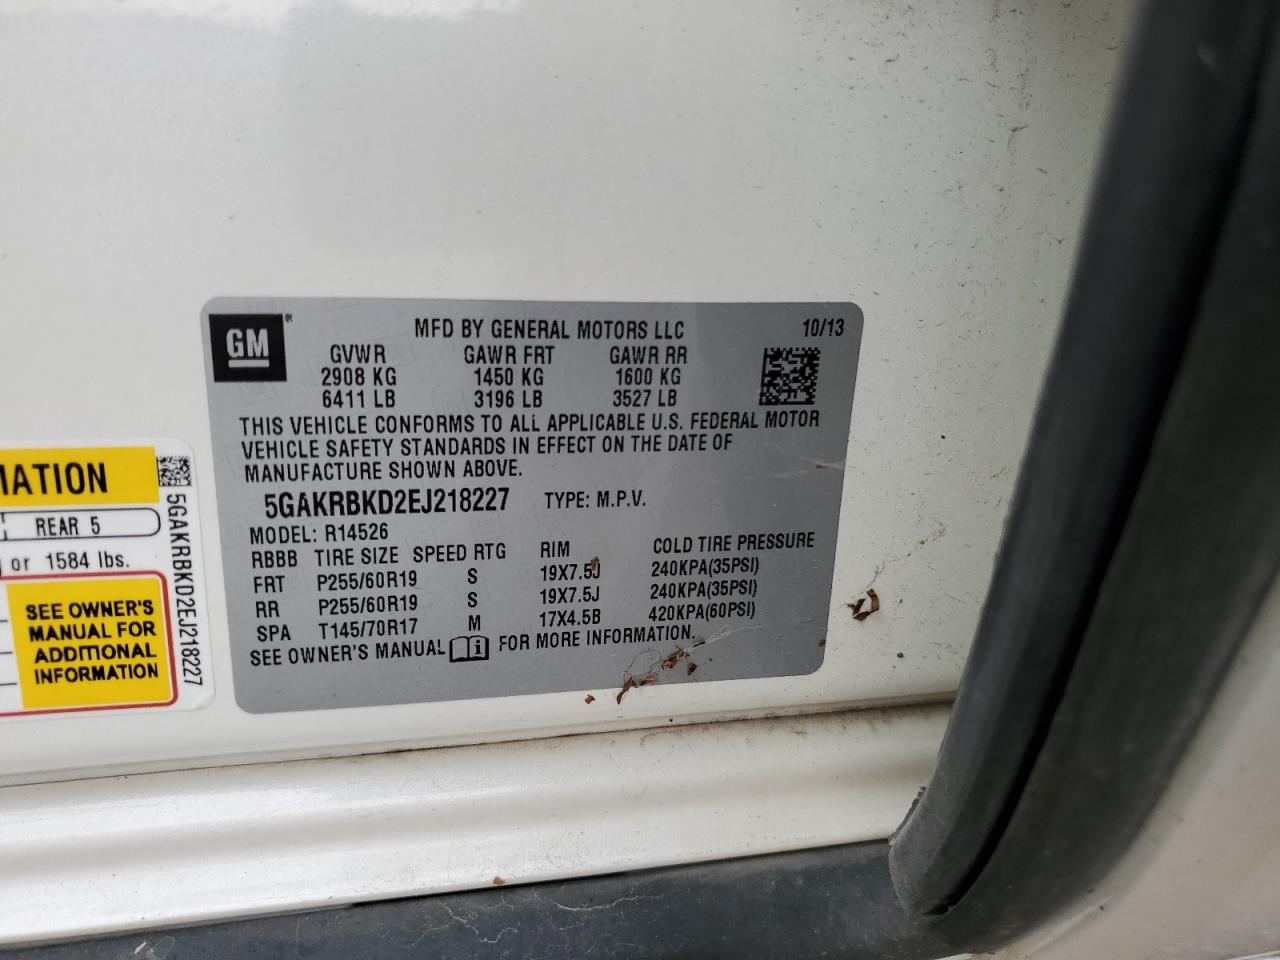 GM
MFD BY GENERAL MOTORS LLC 10/13
GVWR GAWR FRT GAWR RR
2908 KG 1450 KG 1600 KG
6411 LB 3196 LB 3527 LB
THIS VEHICLE CONFORMS TO ALL APPLICABLE U.S. FEDERAL MOTOR
VEHICLE SAFETY STANDARDS IN EFFECT ON THE DATE OF
MANUFACTURE SHOWN ABOVE.
5GAKRBKD2EJ218227 TYPE: M.P.V.
MODEL: R14526
RBBB TIRE SIZE SPEED RTG RIM COLD TIRE PRESSURE
FRT P255/60R19 S 19X7.5J 240KPA(35PSI)
RR P255/60R19 S 19X7.5J 240KPA(35PSI)
SPA T145/70R17 M 17X4.5B 420KPA(60PSI)
SEE OWNER'S MANUAL FOR MORE INFORMATION.
REAR 5
or 1584 lbs.
SEE OWNER'S
MANUAL FOR
ADDITIONAL
INFORMATION
5GAKRBKD2EJ218227